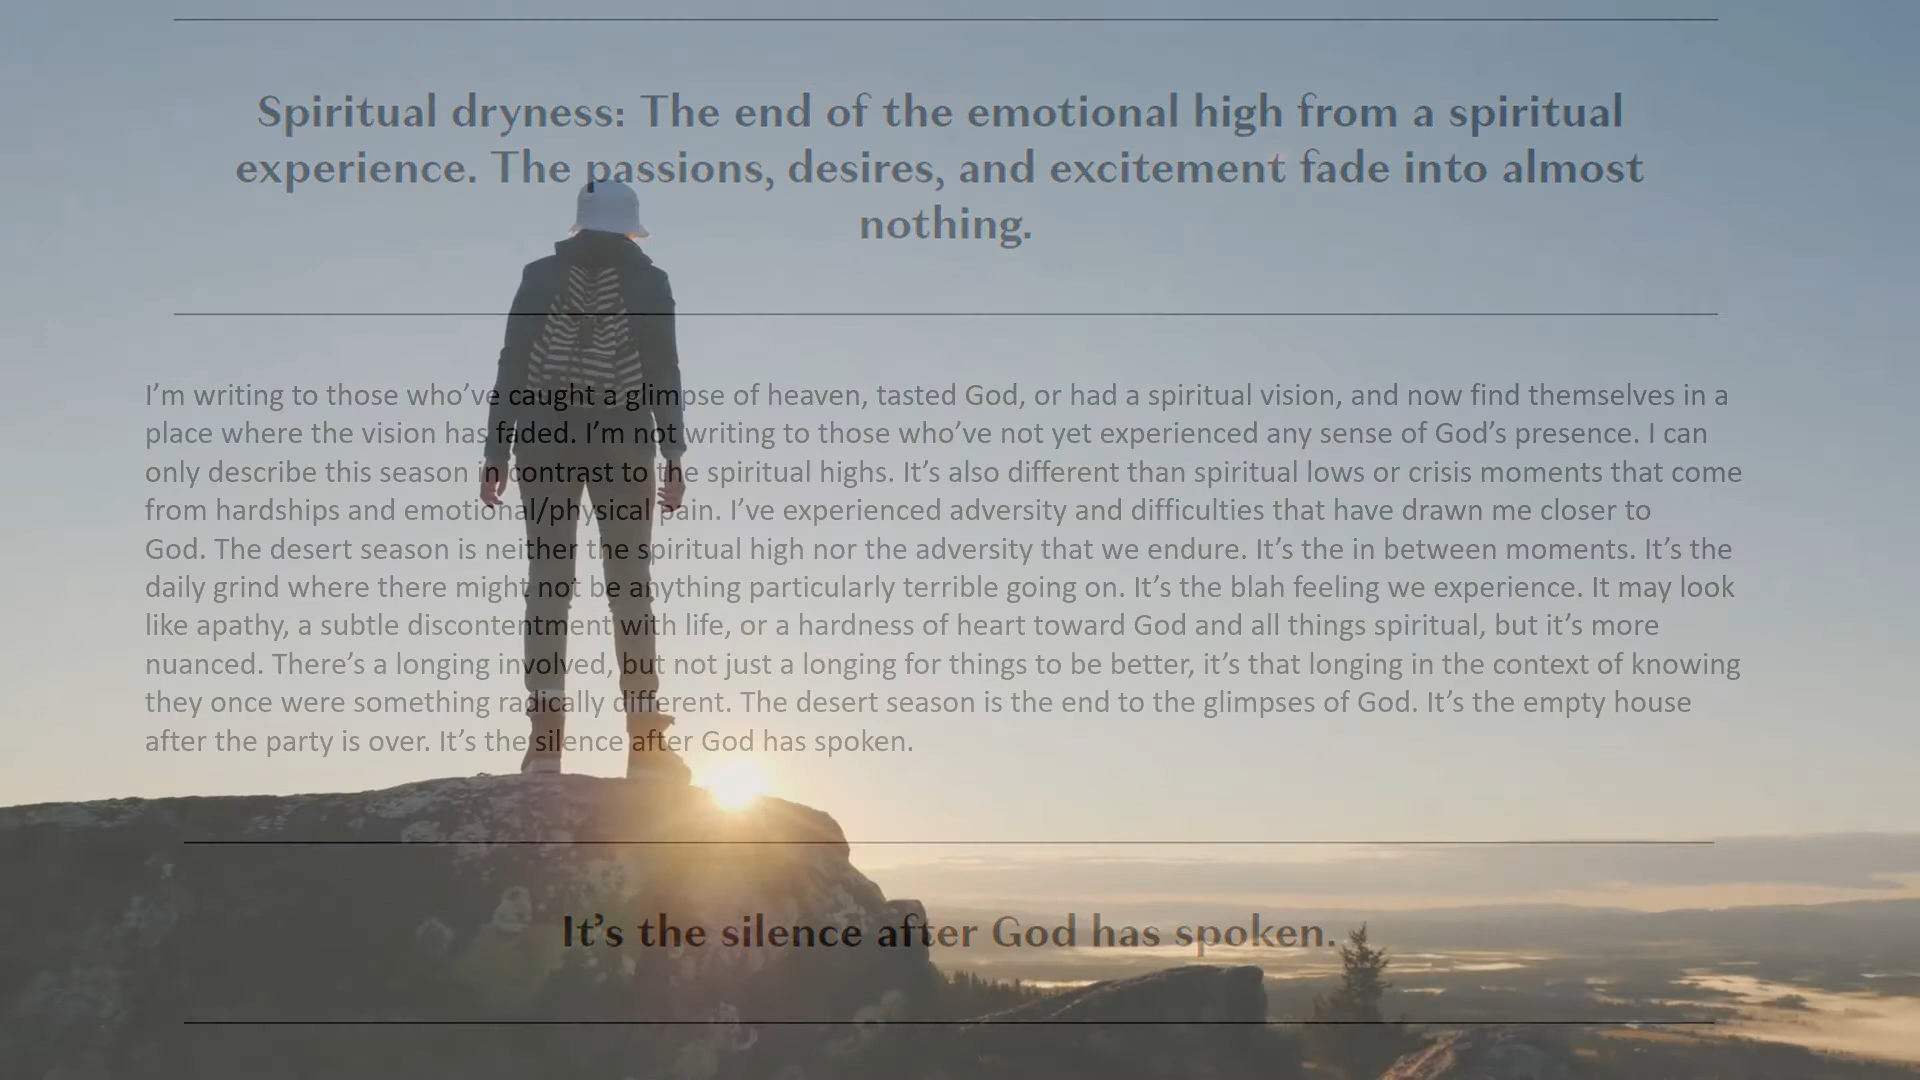 Spiritual dryness: The end of the emotional high from a spiritual
experience. The passions, desires, and excitement fade into almost
nothing.
I’m writing to those who’ve caught a glimpse of heaven, tasted God, or had a spiritual vision, and now find themselves in a
place where the vision has faded. I’m not writing to those who’ve not yet experienced any sense of God’s presence. I can
only describe this season in contrast to the spiritual highs. It’s also different than spiritual lows or crisis moments that come
from hardships and emotional/physical pain. I’ve experienced adversity and difficulties that have drawn me closer to
God. The desert season is neither the spiritual high nor the adversity that we endure. It’s the in between moments. It’s the
daily grind where there might not be anything particularly terrible going on. It’s the blah feeling we experience. It may look
like apathy, a subtle discontentment with life, or a hardness of heart toward God and all things spiritual, but it’s more
nuanced. There’s a longing involved, but not just a longing for things to be better, it’s that longing in the context of knowing
they once were something radically different. The desert season is the end to the glimpses of God. It’s the empty house
after the party is over. It’s the silence after God has spoken.
It’s the silence after God has spoken.